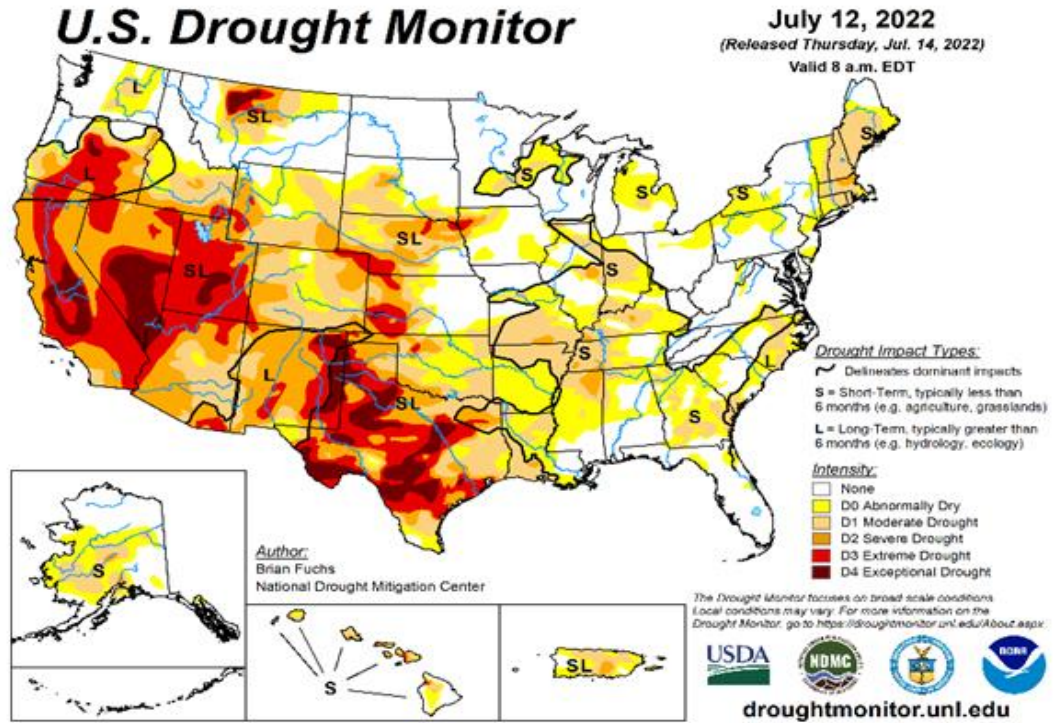 U.S. Drought Monitor
July 12, 2022
(Released Thursday, Jul. 14, 2022)
Valid 8 a.m. EDT
L
SL
S
L
S
S
S
SL
S
SL
S
L
L
SL
S
Drought Impact Types:
Delineates dominant impacts
S = Short-Term, typically less than
6 months (e.g. agriculture, grasslands)
L = Long-Term, typically greater than
6 months (e.g. hydrology, ecology)
Intensity:
None
D0 Abnormally Dry
D1 Moderate Drought
D2 Severe Drought
D3 Extreme Drought
D4 Exceptional Drought
S
Author:
Brian Fuchs
National Drought Mitigation Center
S
SL
The Drought Monitor focuses on broad scale conditions.
Local conditions may vary. For more information on the
Drought Monitor, go to https://droughtmonitor.unl.edu/About.aspx
USDA
NDMC
NOAA
droughtmonitor.unl.edu